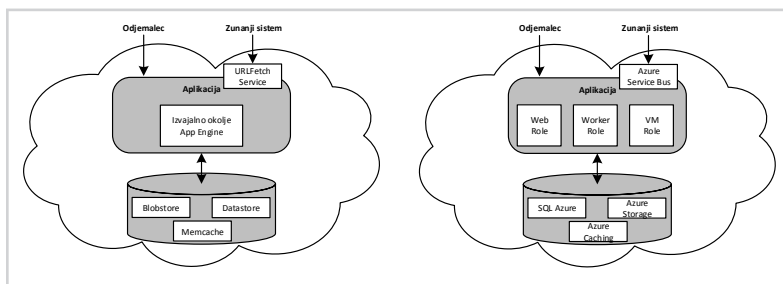 Odjemalec
Zunanji sistem
URLFetch
Service
Aplikacija
Izvajalno okolje
App Engine
Blobstore
Datastore
Memcache
Odjemalec
Zunanji sistem
Azure
Service Bus
Aplikacija
Web
Role
Worker
Role
VM
Role
SQL Azure
Azure
Storage
Azure
Caching